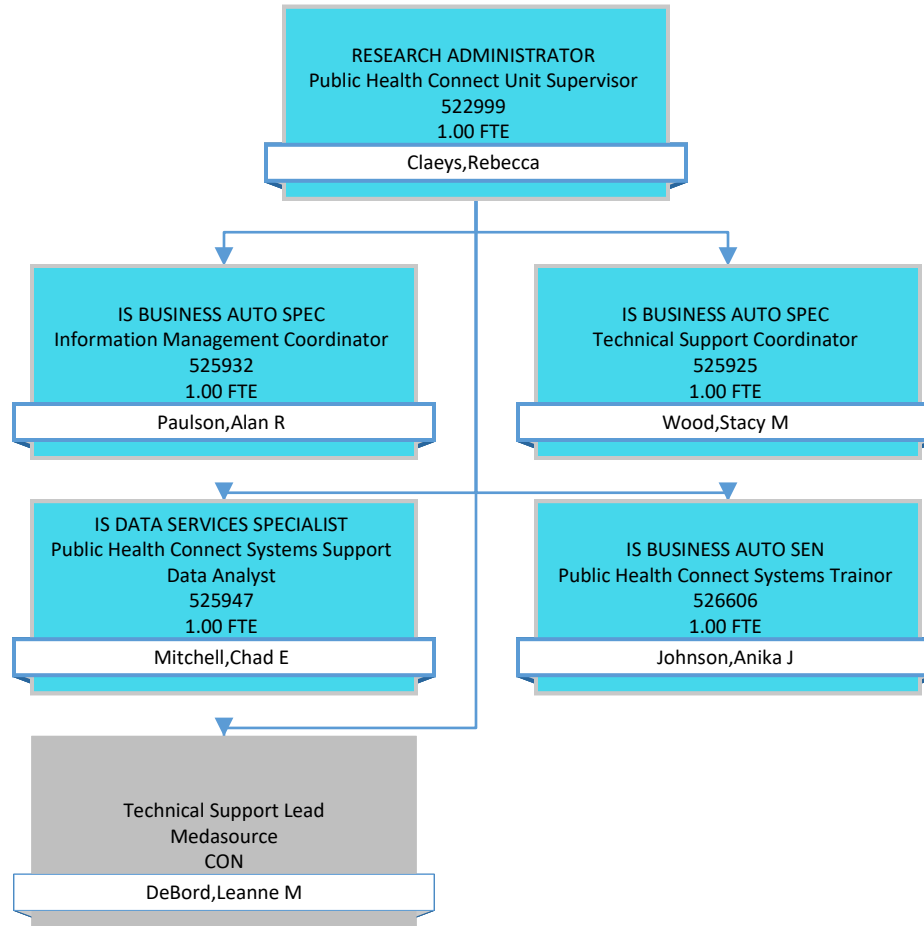 RESEARCH ADMINISTRATOR
Public Health Connect Unit Supervisor
522999
1.00 FTE
Claeys,Rebecca
IS BUSINESS AUTO SPEC
Information Management Coordinator
525932
1.00 FTE
Paulson,Alan R
IS BUSINESS AUTO SPEC
Technical Support Coordinator
525925
1.00 FTE
Wood,Stacy M
IS DATA SERVICES SPECIALIST
Public Health Connect Systems Support
Data Analyst
525947
1.00 FTE
Mitchell,Chad E
IS BUSINESS AUTO SEN
Public Health Connect Systems Trainor
526606
1.00 FTE
Johnson,Anika J
Technical Support Lead
Medasource
CON
DeBord,Leanne M